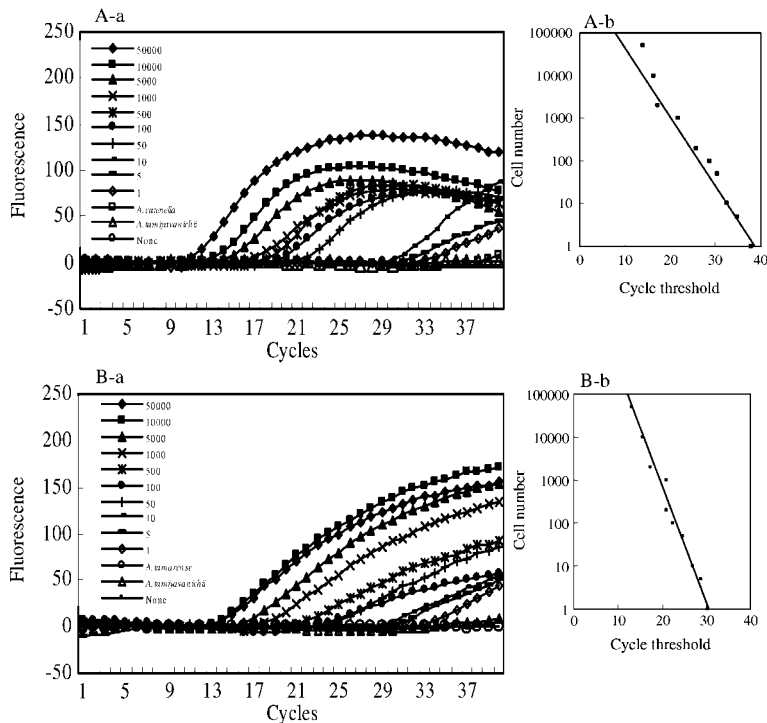 A-a
250
200
150
100
50
0
-50
Fluorescence
50000
10000
5000
1000
500
100
50
10
5
1
A.catenella
A.tamiyavanichii
None
1 5 9 13 17 21 25 29 33 37
Cycles
A-b
100000
10000
1000
100
10
1
Cell number
0 10 20 30 40
Cycle threshold
B-a
250
200
150
100
50
0
-50
Fluorescence
50000
10000
5000
1000
500
100
50
10
5
1
A.tamarense
A.tamiyavanichii
None
1 5 9 13 17 21 25 29 33 37
Cycles
B-b
100000
10000
1000
100
10
1
Cell number
0 10 20 30 40
Cycle threshold